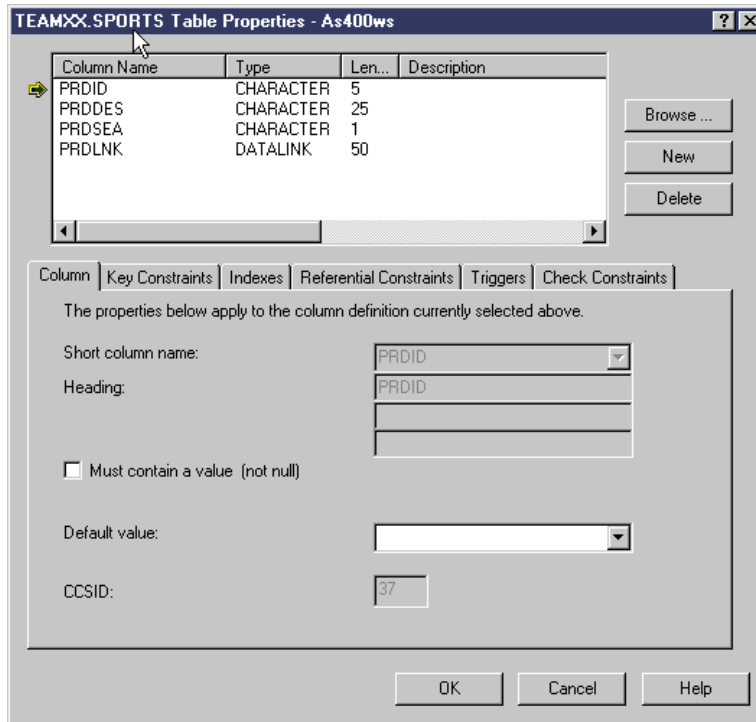 TEAMXX.SPORTS Table Properties - As400ws
Column Name Type Len... Description
PRDID CHARACTER 5
PRDDES CHARACTER 25
PRDSEA CHARACTER 1
PRDLNK DATALINK 50
Browse ...
New
Delete
Column Key Constraints Indexes Referential Constraints Triggers Check Constraints
The properties below apply to the column definition currently selected above.
Short column name: PRDID
Heading: PRDID
Must contain a value (not null)
Default value:
CCSID: 37
OK Cancel Help